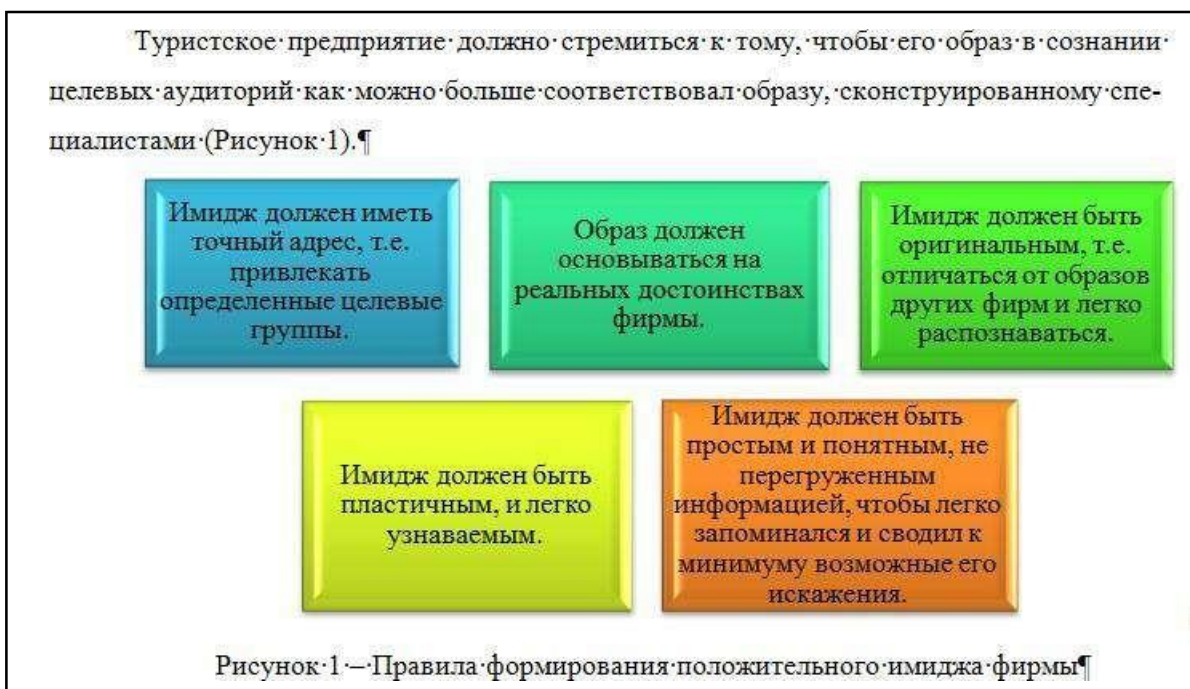 Туристское·предприятие·должно·стремиться·к·тому,·чтобы·его·образ·в·сознании·
целевых·аудиторий·как·можно·больше·соответствовал·образу,·сконструированному·спе-
циалистами·(Рисунок·1).¶
Имидж должен иметь
точный адрес, т.е.
привлекать
определенные целевые
группы.
Образ должен
основываться на
реальных достоинствах
фирмы.
Имидж должен быть
оригинальным, т.е.
отличаться от образов
других фирм и легко
распознаваться.
Имидж должен быть
пластичным, и легко
узнаваемым.
Имидж должен быть
простым и понятным, не
перегруженным
информацией, чтобы легко
запоминался и сводил к
минимуму возможные его
искажения.
Рисунок·1·–·Правила·формирования·положительного·имиджа·фирмы¶